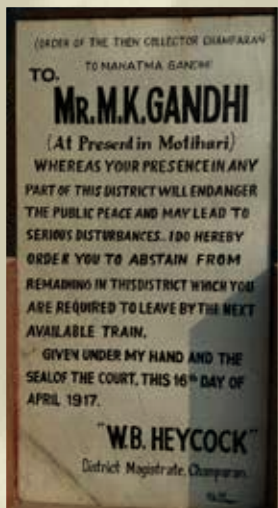 (ORDER OF THE THEN COLLECTOR CHAMPARAN
TO MAHATMA GANDHI
TO.
MR.M.K.GANDHI
(At Present in Motihari)
WHEREAS YOUR PRESENCE IN ANY
PART OF THIS DISTRICT WILL ENDANGER
THE PUBLIC PEACE AND MAY LEAD TO
SERIOUS DISTURBANCES.. I DO HEREBY
ORDER YOU TO ABSTAIN FROM
REMAINING IN THIS DISTRICT WHICH YOU
ARE REQUIRED TO LEAVE BY THE NEXT
AVAILABLE TRAIN.
GIVEN UNDER MY HAND AND THE
SEAL OF THE COURT, THIS 16th DAY OF
APRIL 1917.
"W.B. HEYCOCK"
District Magistrate, Champaran.